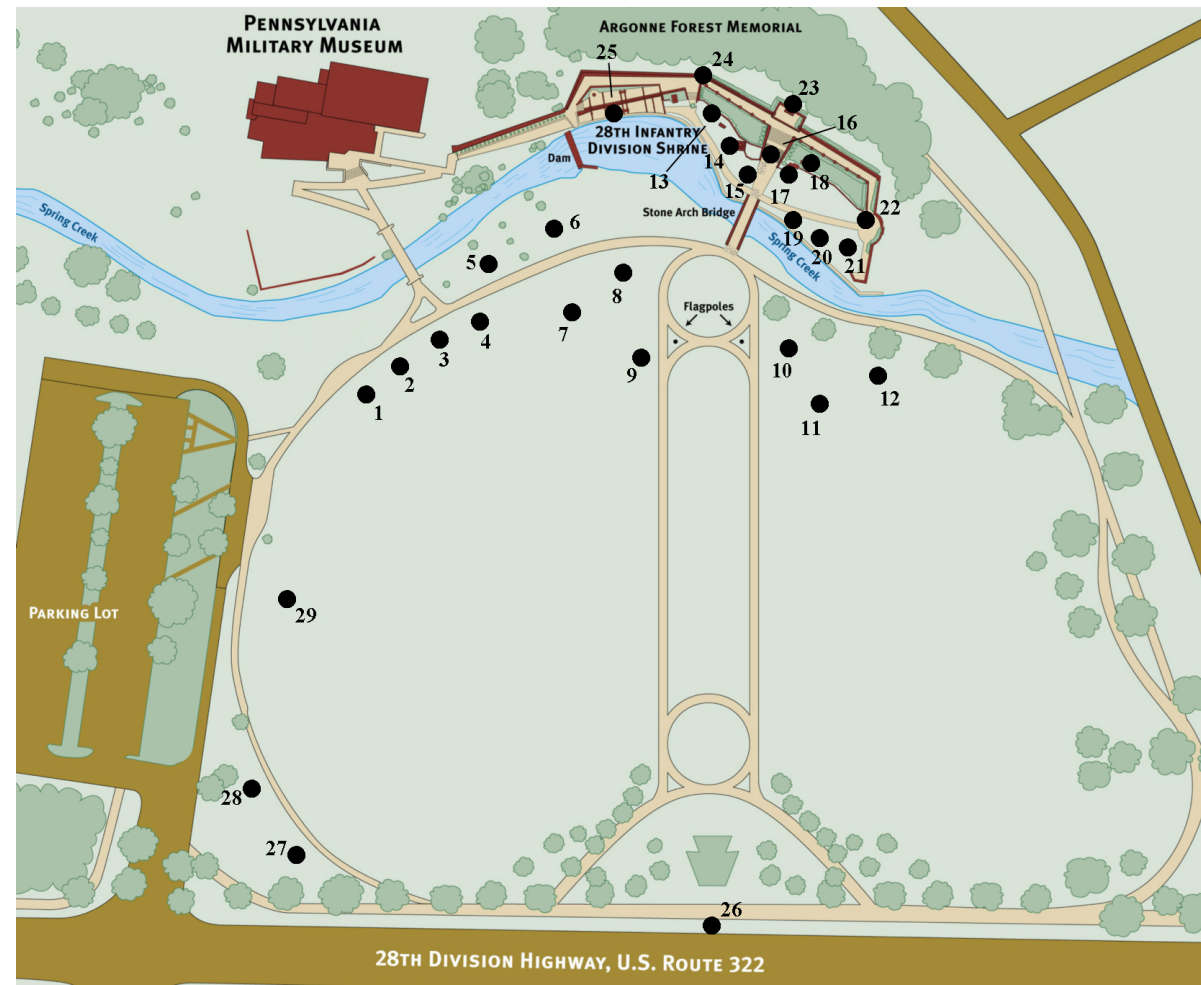 PENNSYLVANIA
MILITARY MUSEUM
ARGONNE FOREST MEMORIAL
25
24
23
16
28TH INFANTRY
DIVISION SHRINE
Dam
14
13
15
17
18
Stone Arch Bridge
22
19
20
21
Spring Creek
Spring Creek
6
5
8
7
Flagpoles
4
3
2
1
9
10
11
12
PARKING LOT
29
28
27
26
28TH DIVISION HIGHWAY, U.S. ROUTE 322